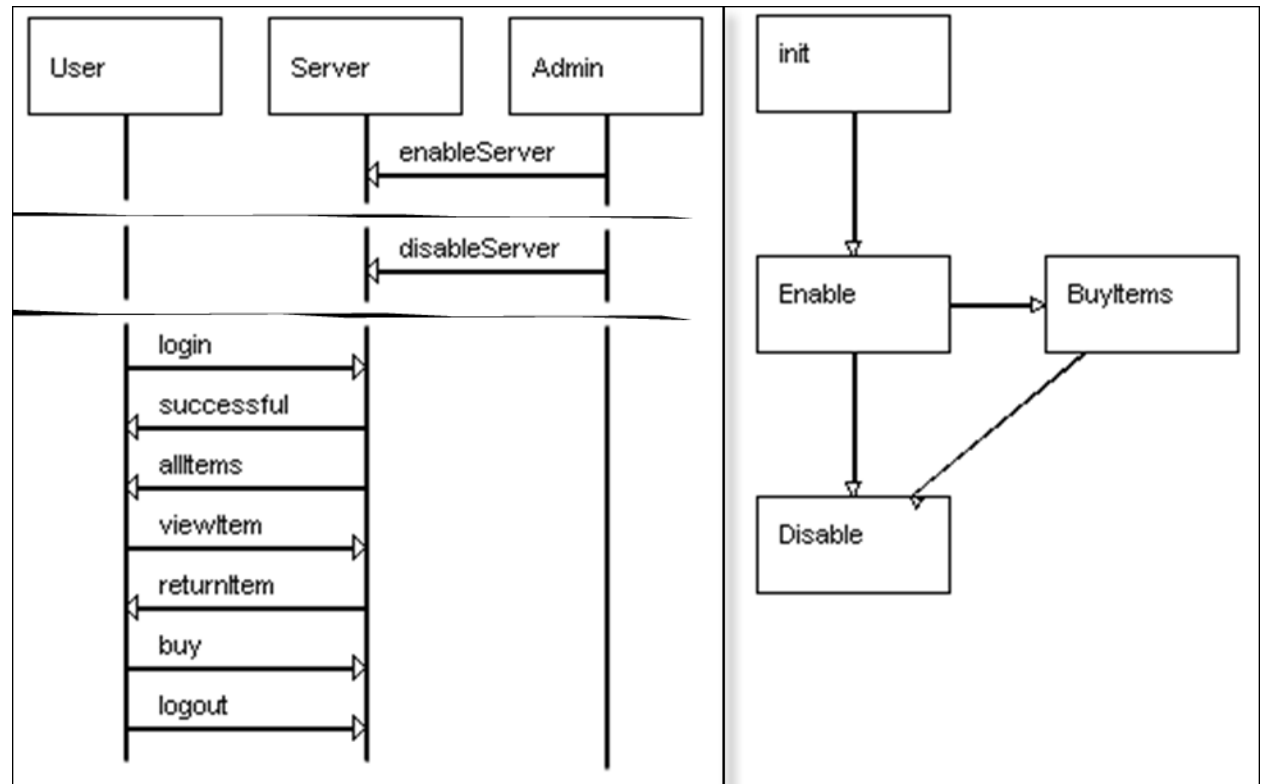 User
Server
Admin
enableServer
disableServer
login
successful
allItems
viewItem
returnItem
buy
logout
init
Enable
BuyItems
Disable